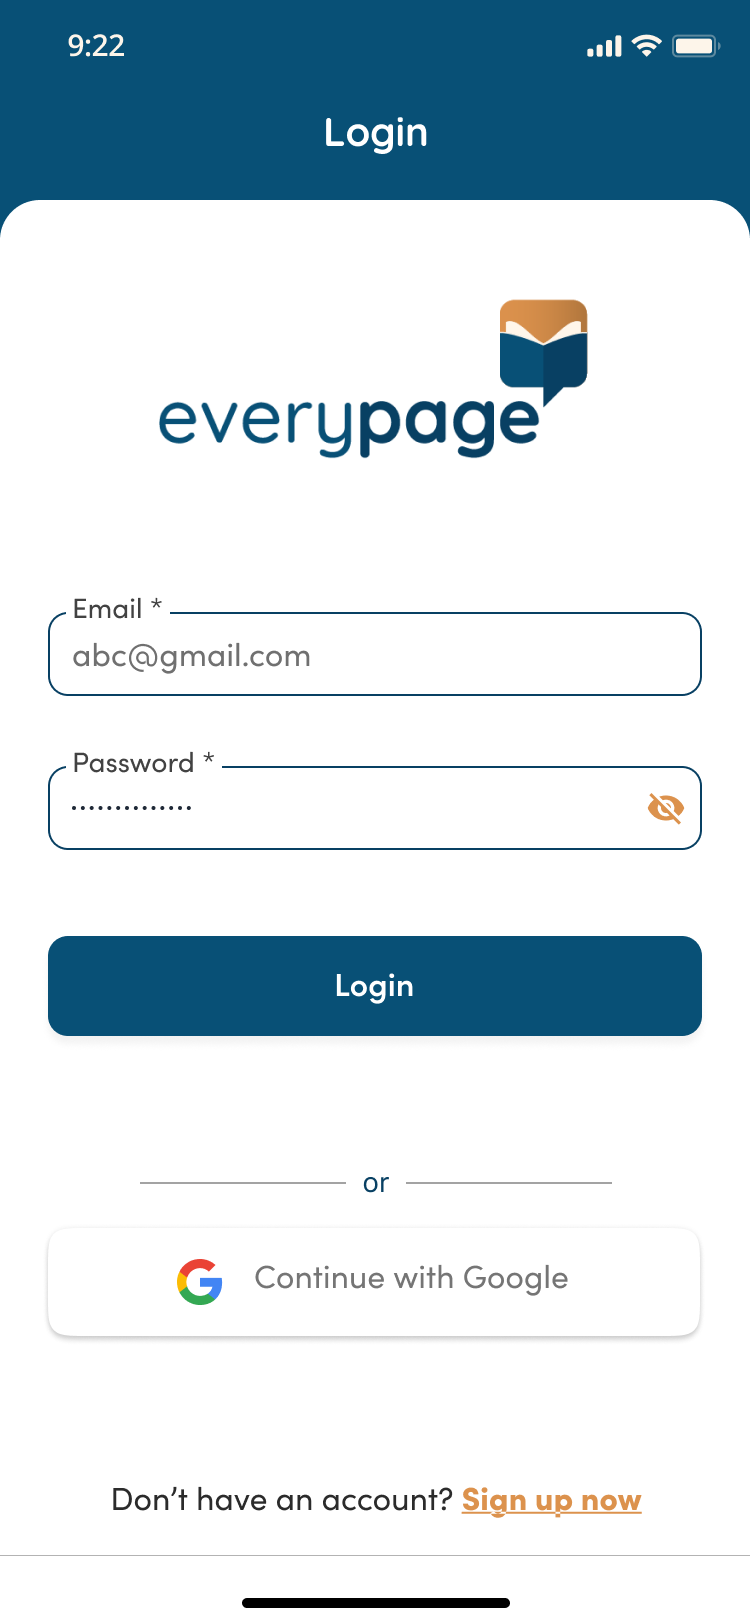 9:22
Login
everypage
Email *
abc@gmail.com
Password *
••••••••••••••
Login
or
Continue with Google
Don’t have an account? Sign up now